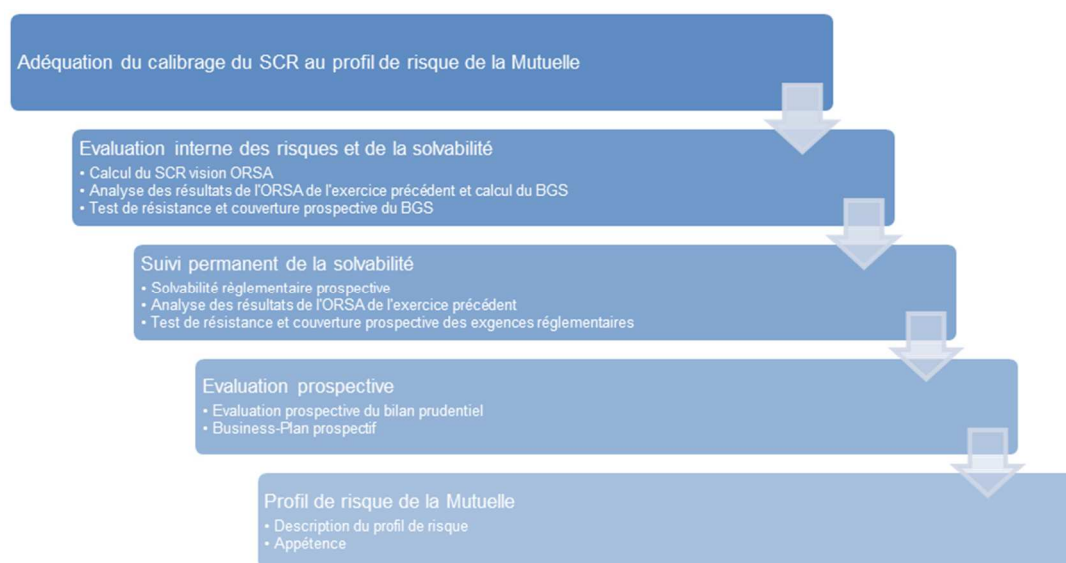 Adéquation du calibrage du SCR au profil de risque de la Mutuelle
Evaluation interne des risques et de la solvabilité
• Calcul du SCR vision ORSA
• Analyse des résultats de l'ORSA de l'exercice précédent et calcul du BGS
• Test de résistance et couverture prospective du BGS
Suivi permanent de la solvabilité
• Solvabilité règlementaire prospective
• Analyse des résultats de l'ORSA de l'exercice précédent
• Test de résistance et couverture prospective des exgences réglementaires
Evaluation prospective
• Evaluation prospective du bilan prudentiel
• Business-Plan prospectif
Profil de risque de la Mutuelle
• Description du profil de risque
• Appétence